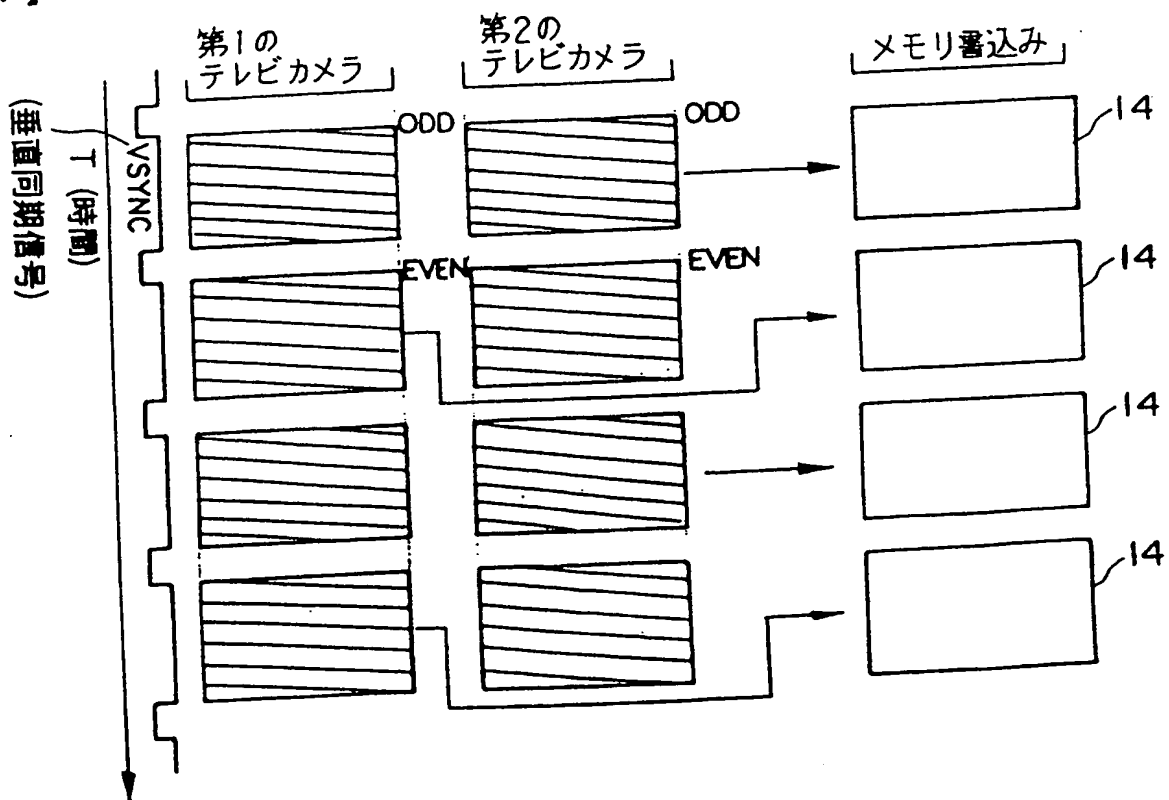 第1の
テレビカメラ
第2の
テレビカメラ
メモリ書込み
VSYNC
(垂直同期信号)
T (時間)
ODD
ODD
14
EVEN
EVEN
14
14
14